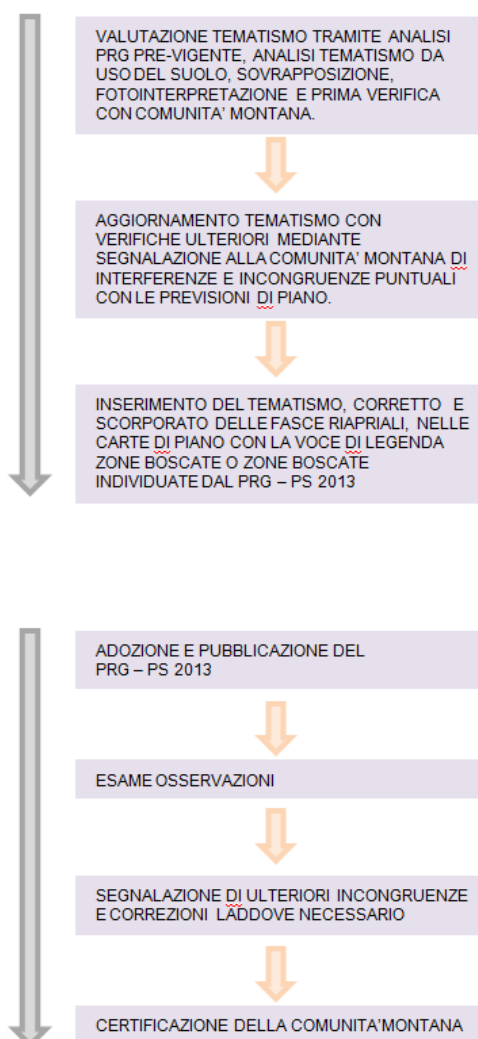 VALUTAZIONE TEMATISMO TRAMITE ANALISI
PRG PRE-VIGENTE, ANALISI TEMATISMO DA
USO DEL SUOLO, SOVRAPPOSIZIONE,
FOTOINTERPRETAZIONE E PRIMA VERIFICA
CON COMUNITA' MONTANA.
AGGIORNAMENTO TEMATISMO CON
VERIFICHE ULTERIORI MEDIANTE
SEGNALAZIONE ALLA COMUNITA' MONTANA DI
INTERFERENZE E INCONGRUENZE PUNTUALI
CON LE PREVISIONI DI PIANO.
INSERIMENTO DEL TEMATISMO, CORRETTO E
SCORPORATO DELLE FASCE RIAPRIALI, NELLE
CARTE DI PIANO CON LA VOCE DI LEGENDA
ZONE BOSCATE O ZONE BOSCATE
INDIVIDUATE DAL PRG – PS 2013
ADOZIONE E PUBBLICAZIONE DEL
PRG – PS 2013
ESAME OSSERVAZIONI
SEGNALAZIONE DI ULTERIORI INCONGRUENZE
E CORREZIONI LADDOVE NECESSARIO
CERTIFICAZIONE DELLA COMUNITA'MONTANA